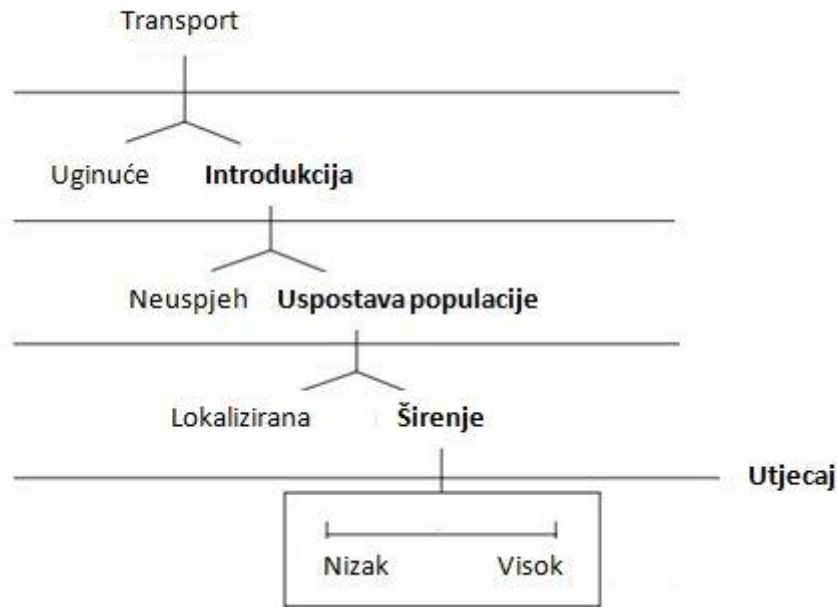 Transport
Uginuće Introdukcija
Neuspjeh Uspostava populacije
Lokalizirana Širenje
Utjecaj
Nizak Visok